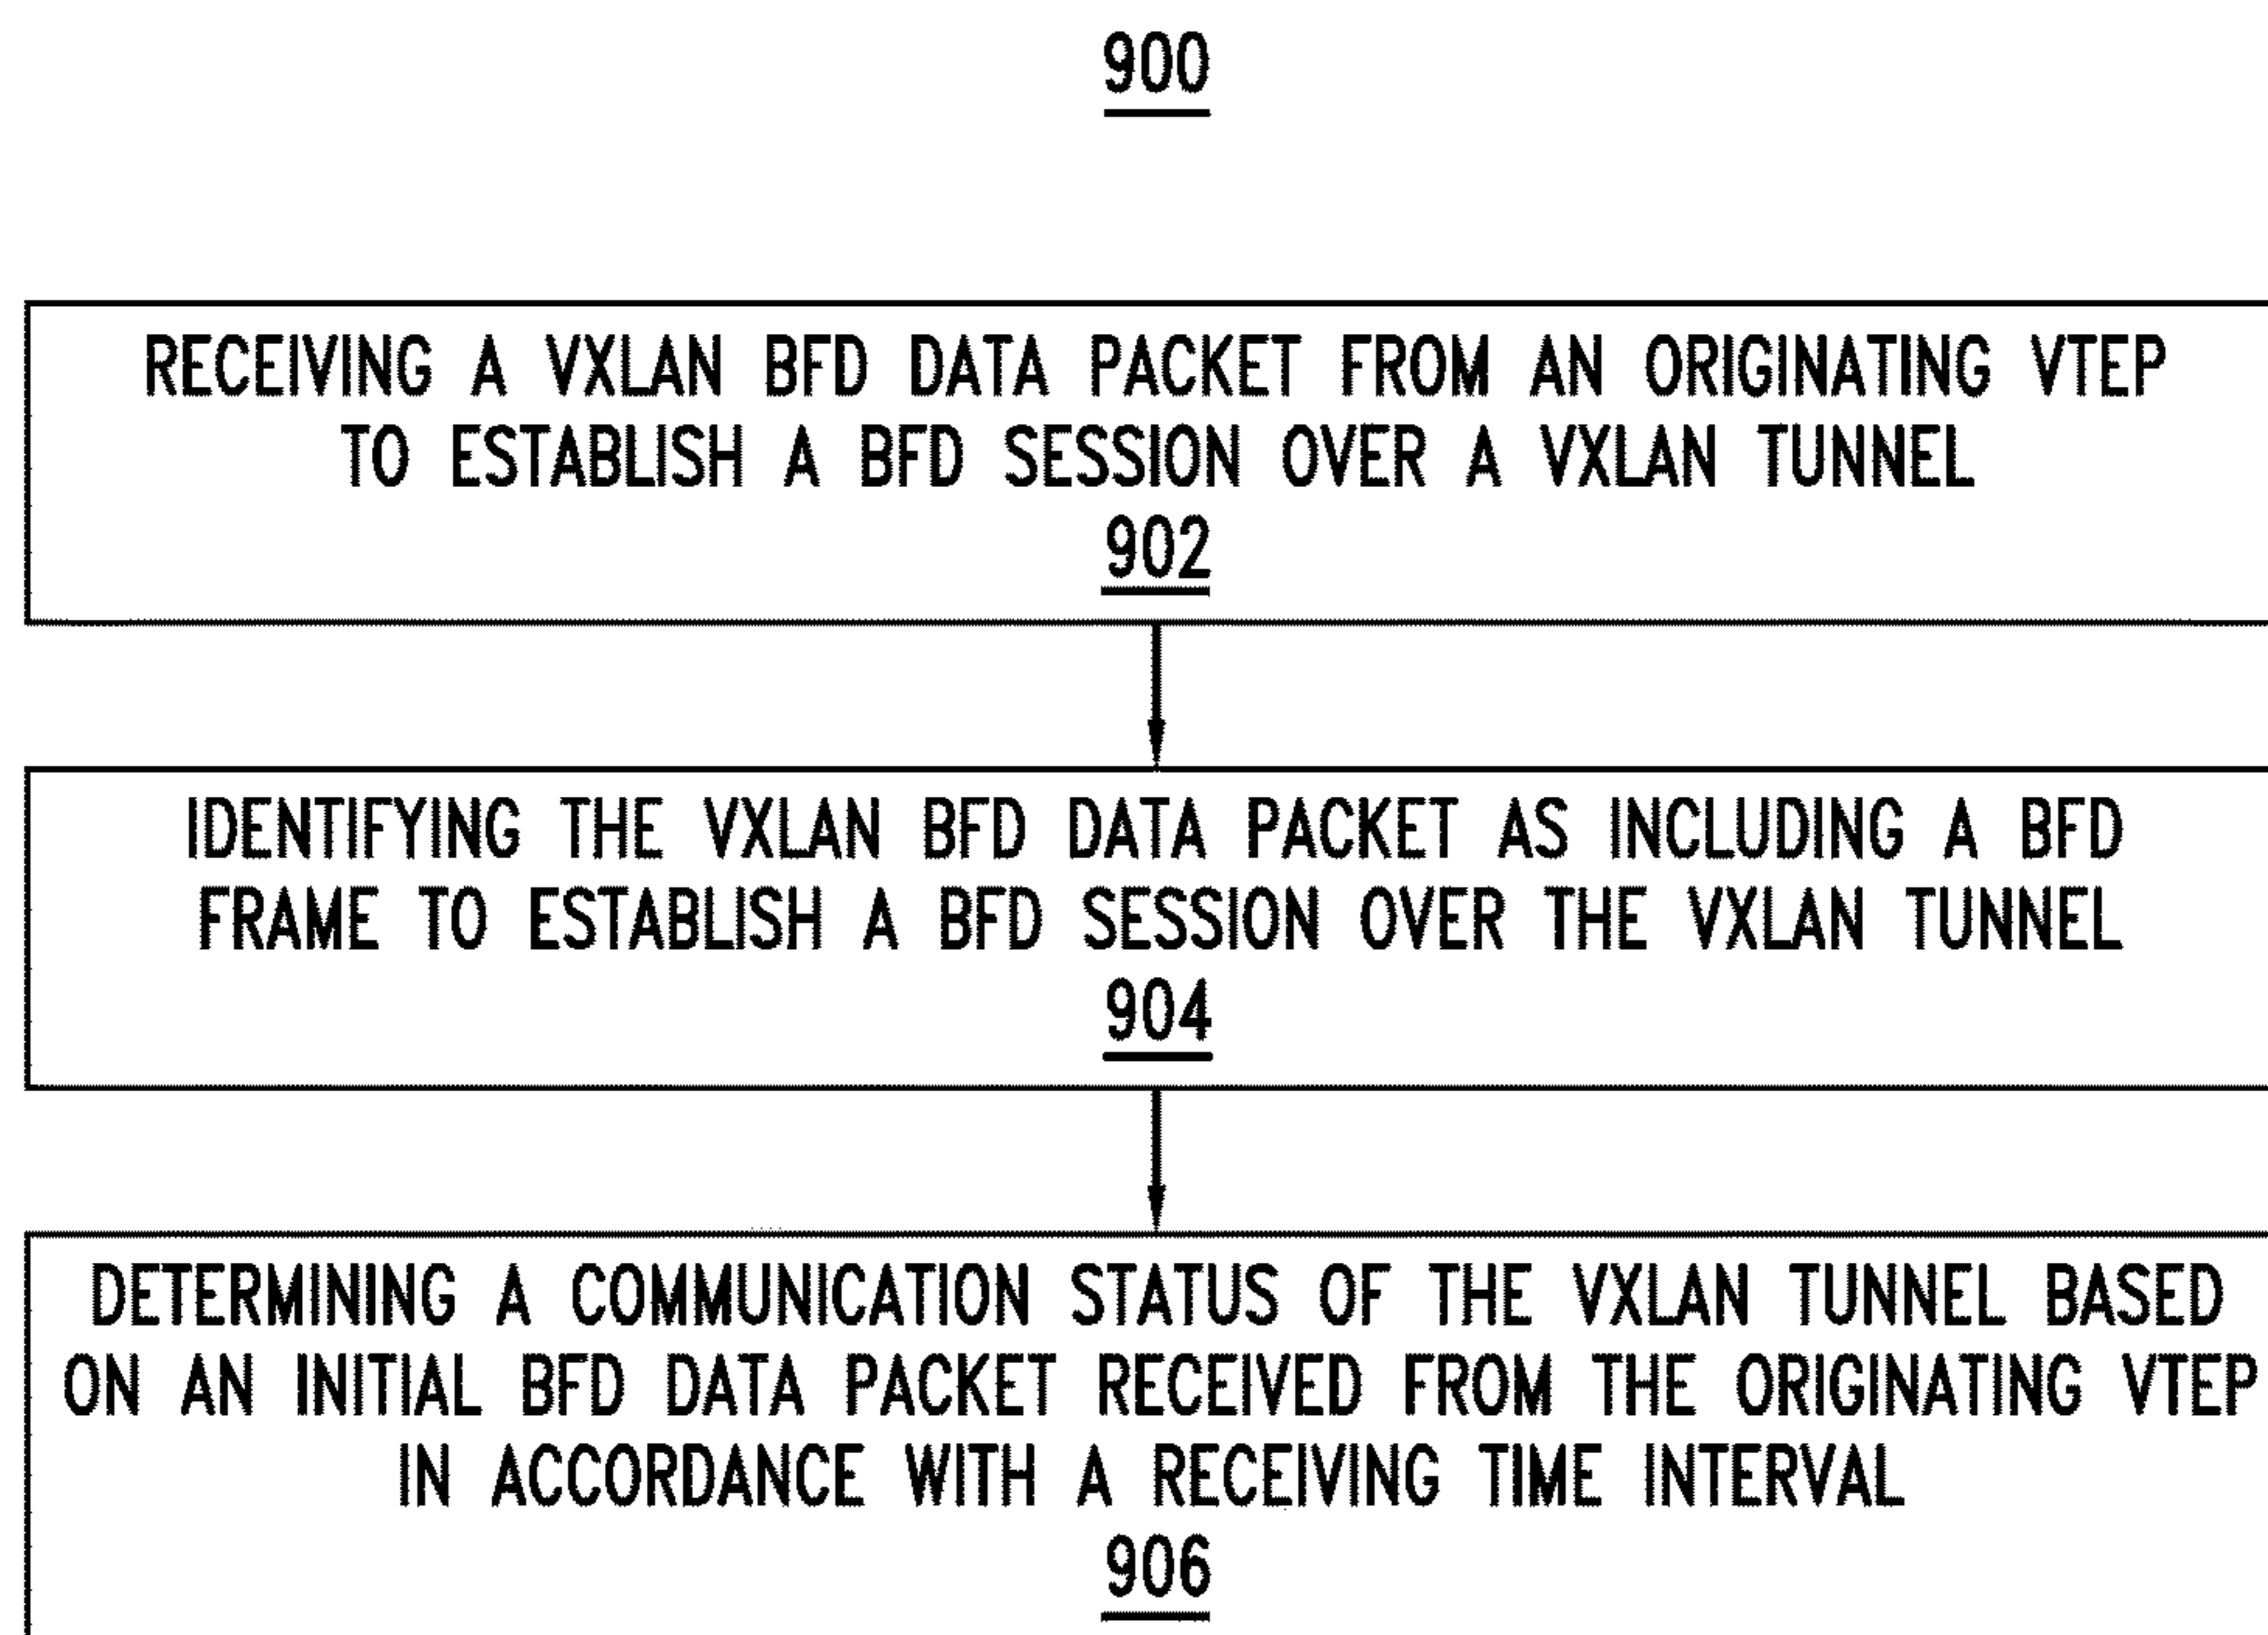 900
RECEIVING A VXLAN BFD DATA PACKET FROM AN ORIGINATING VTEP
TO ESTABLISH A BFD SESSION OVER A VXLAN TUNNEL
902
IDENTIFYING THE VXLAN BFD DATA PACKET AS INCLUDING A BFD
FRAME TO ESTABLISH A BFD SESSION OVER THE VXLAN TUNNEL
904
DETERMINING A COMMUNICATION STATUS OF THE VXLAN TUNNEL BASED
ON AN INITIAL BFD DATA PACKET RECEIVED FROM THE ORIGINATING VTEP
IN ACCORDANCE WITH A RECEIVING TIME INTERVAL
906